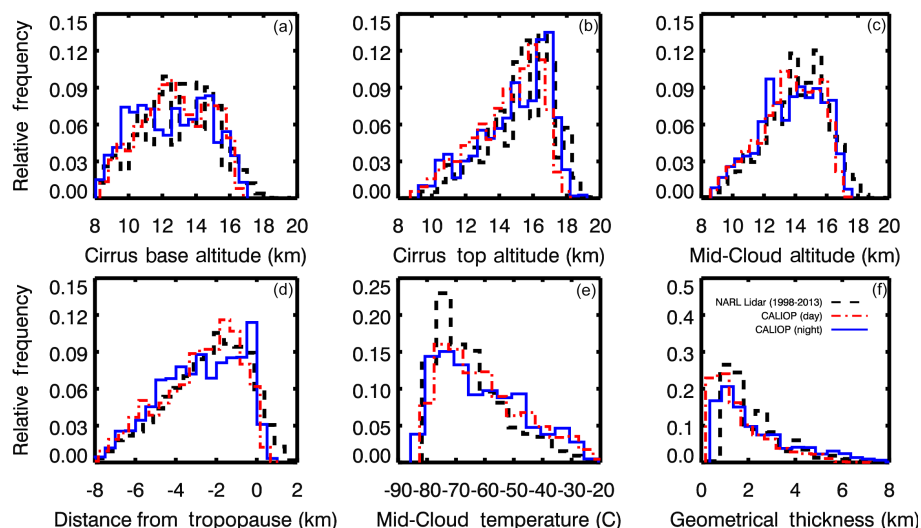 0.15 (a)
0.12
0.09
0.06
0.03
0.00
Relative frequency
8 10 12 14 16 18 20
Cirrus base altitude (km)
0.15 (b)
0.12
0.09
0.06
0.03
0.00
8 10 12 14 16 18 20
Cirrus top altitude (km)
0.15 (c)
0.12
0.09
0.06
0.03
0.00
8 10 12 14 16 18 20
Mid-Cloud altitude (km)
0.15 (d)
0.12
0.09
0.06
0.03
0.00
Relative frequency
-8 -6 -4 -2 0 2
Distance from tropopause (km)
0.25 (e)
0.20
0.15
0.10
0.05
0.00
-90-80-70-60-50-40-30-20
Mid-Cloud temperature (C)
0.5 (f)
0.4
0.3
0.2
0.1
0.0
NARL Lidar (1998-2013)
CALIOP (day)
CALIOP (night)
0 2 4 6 8
Geometrical thickness (km)